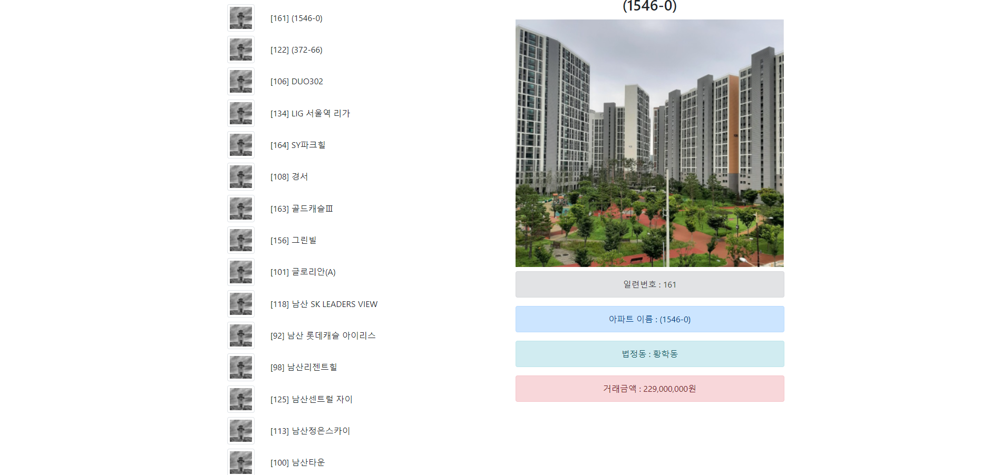 [161] (1546-0)
[122] (372-66)
[106] DUO302
[134] LIG 서울역 리가
[164] SY파크힐
[108] 경서
[163] 골드캐슬Ⅲ
[156] 그린빌
[101] 글로리안(A)
[118] 남산 SK LEADERS VIEW
[92] 남산 롯데캐슬 아이리스
[98] 남산리젠트힐
[125] 남산센트럴 자이
[113] 남산정은스카이
[100] 남산타운
(1546-0)
일련번호 : 161
아파트 이름 : (1546-0)
법정동 : 황학동
거래금액 : 229,000,000원